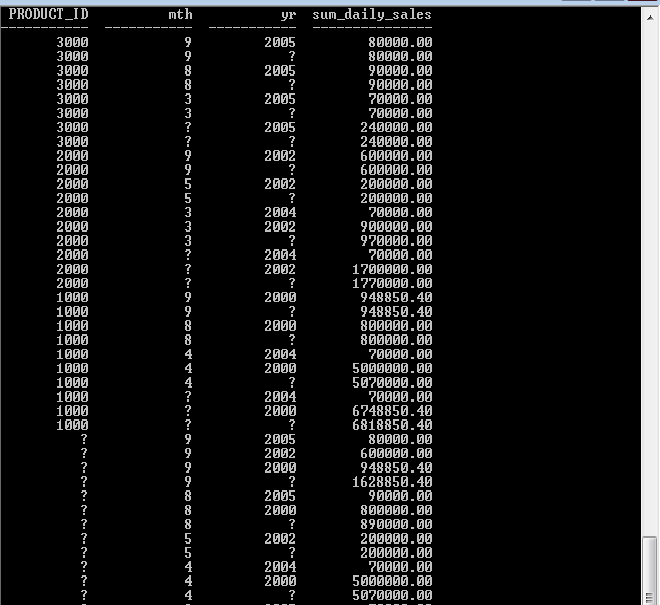 PRODUCT_ID mth yr sum_daily_sales
----------- ----------- ----------- ---------------
3000 9 2005 80000.00
3000 9 ? 80000.00
3000 8 2005 90000.00
3000 8 ? 90000.00
3000 3 2005 70000.00
3000 3 ? 70000.00
3000 ? 2005 240000.00
3000 ? ? 240000.00
2000 9 2002 600000.00
2000 9 ? 600000.00
2000 5 2002 200000.00
2000 5 ? 200000.00
2000 3 2004 70000.00
2000 3 2002 900000.00
2000 3 ? 970000.00
2000 ? 2004 70000.00
2000 ? 2002 1700000.00
2000 ? ? 1770000.00
1000 9 2000 948850.40
1000 9 ? 948850.40
1000 8 2000 800000.00
1000 8 ? 800000.00
1000 4 2004 70000.00
1000 4 2000 5000000.00
1000 4 ? 5070000.00
1000 ? 2004 70000.00
1000 ? 2000 6748850.40
1000 ? ? 6818850.40
? 9 2005 80000.00
? 9 2002 600000.00
? 9 2000 948850.40
? 9 ? 1628850.40
? 8 2005 90000.00
? 8 2000 800000.00
? 8 ? 890000.00
? 5 2002 200000.00
? 5 ? 200000.00
? 4 2004 70000.00
? 4 2000 5000000.00
? 4 ? 5070000.00